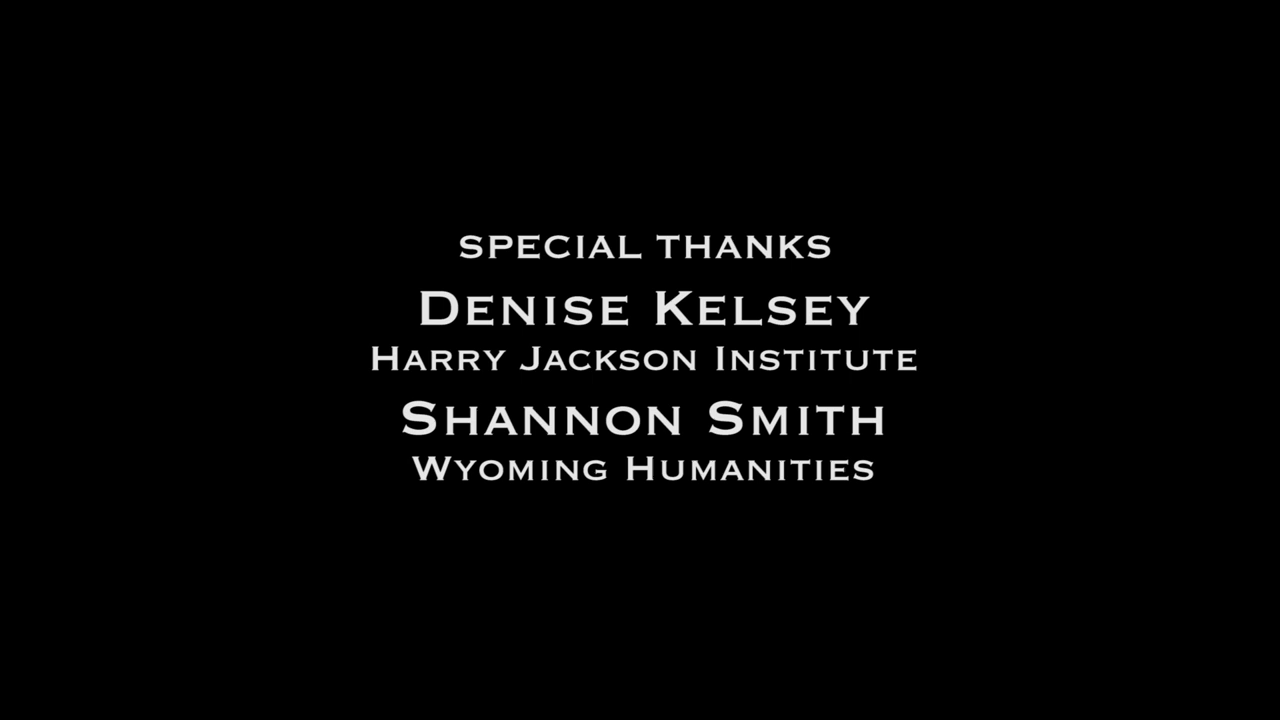 SPECIAL THANKS
DENISE KELSEY
HARRY JACKSON INSTITUTE
SHANNON SMITH
WYOMING HUMANITIES